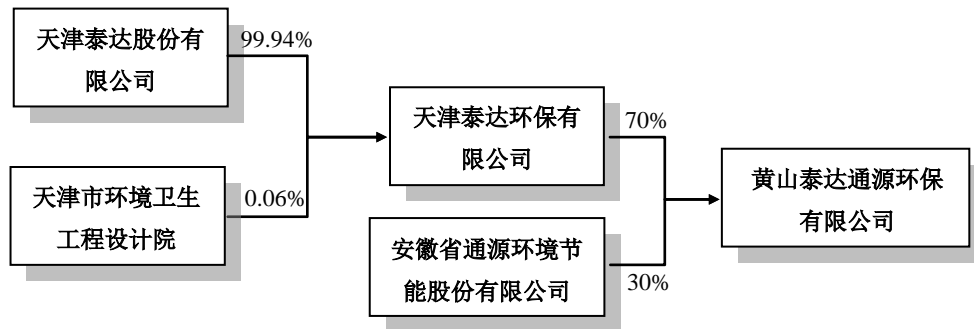 天津泰达股份有
限公司
99.94%
天津市环境卫生
工程设计院
0.06%
天津泰达环保有
限公司
70%
安徽省通源环境节
能股份有限公司
30%
黄山泰达通源环保
有限公司